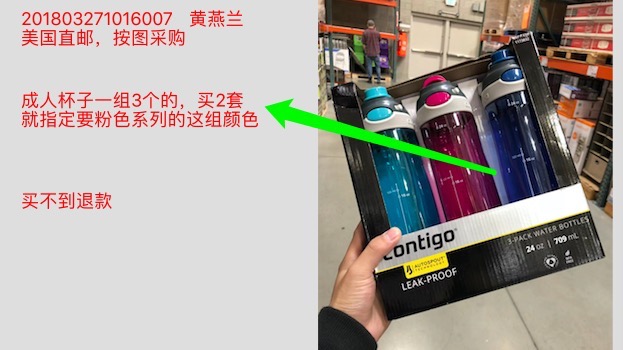 201803271016007 黄燕兰
美国直邮，按图采购
成人杯子一组3个的，买2套
就指定要粉色系列的这组颜色
买不到退款
contigo
3-PACK WATER BOTTLES
24 oz | 709 mL
AUTOSPOUT
LEAK-PROOF